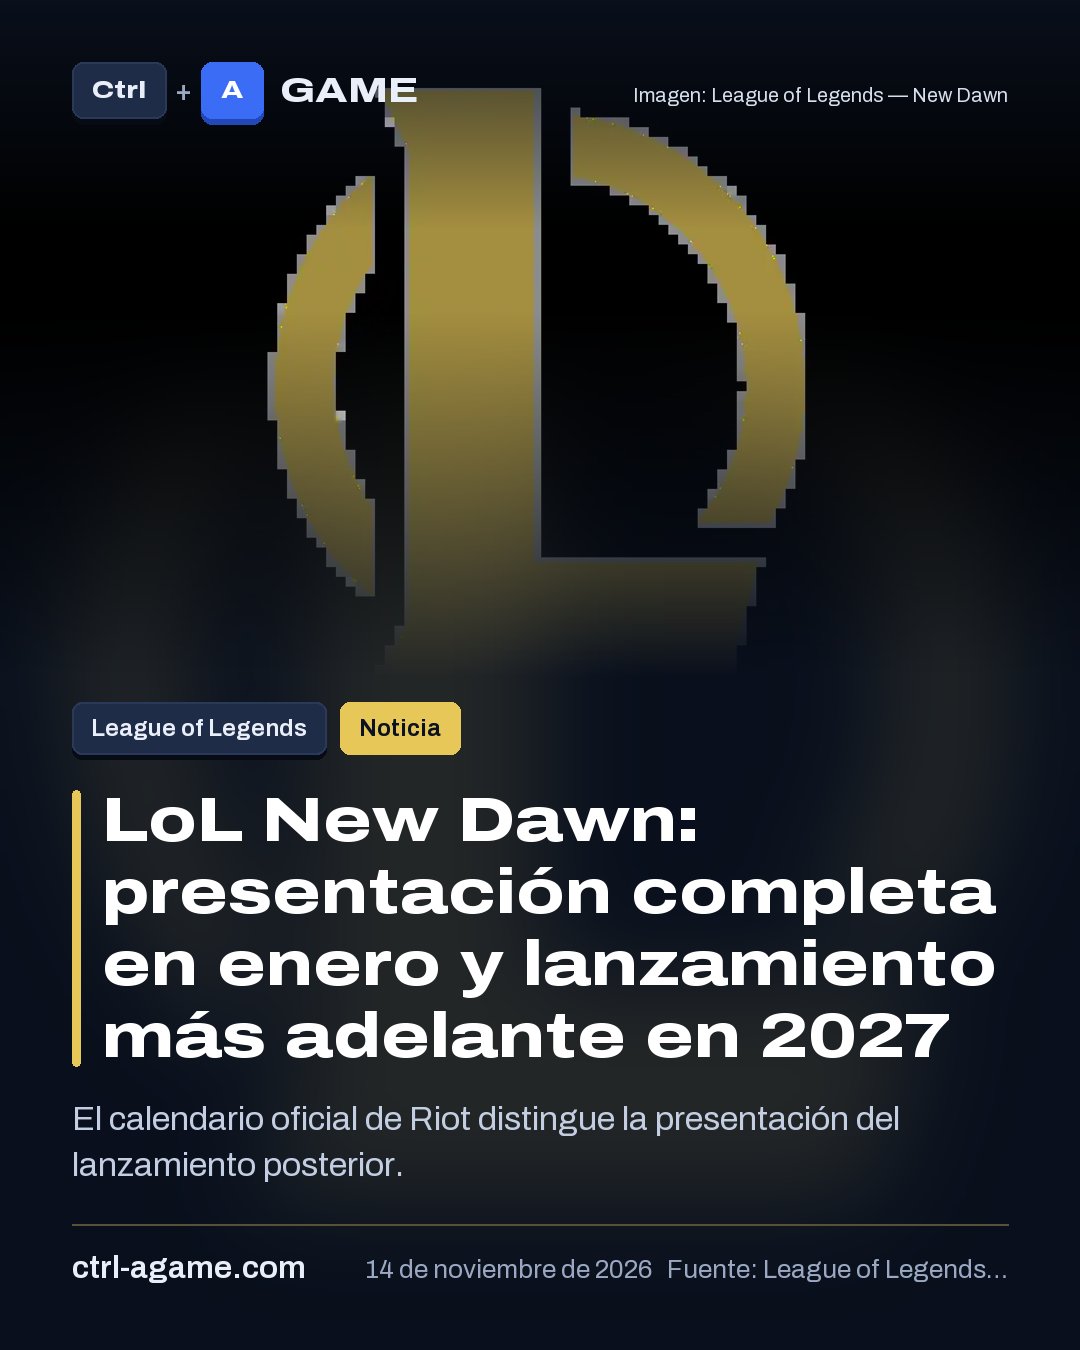 Ctrl + A GAME
Imagen: League of Legends — New Dawn
League of Legends
Noticia
LoL New Dawn:
presentación completa
en enero y lanzamiento
más adelante en 2027
El calendario oficial de Riot distingue la presentación del
lanzamiento posterior.
ctrl-agame.com
14 de noviembre de 2026 Fuente: League of Legends...